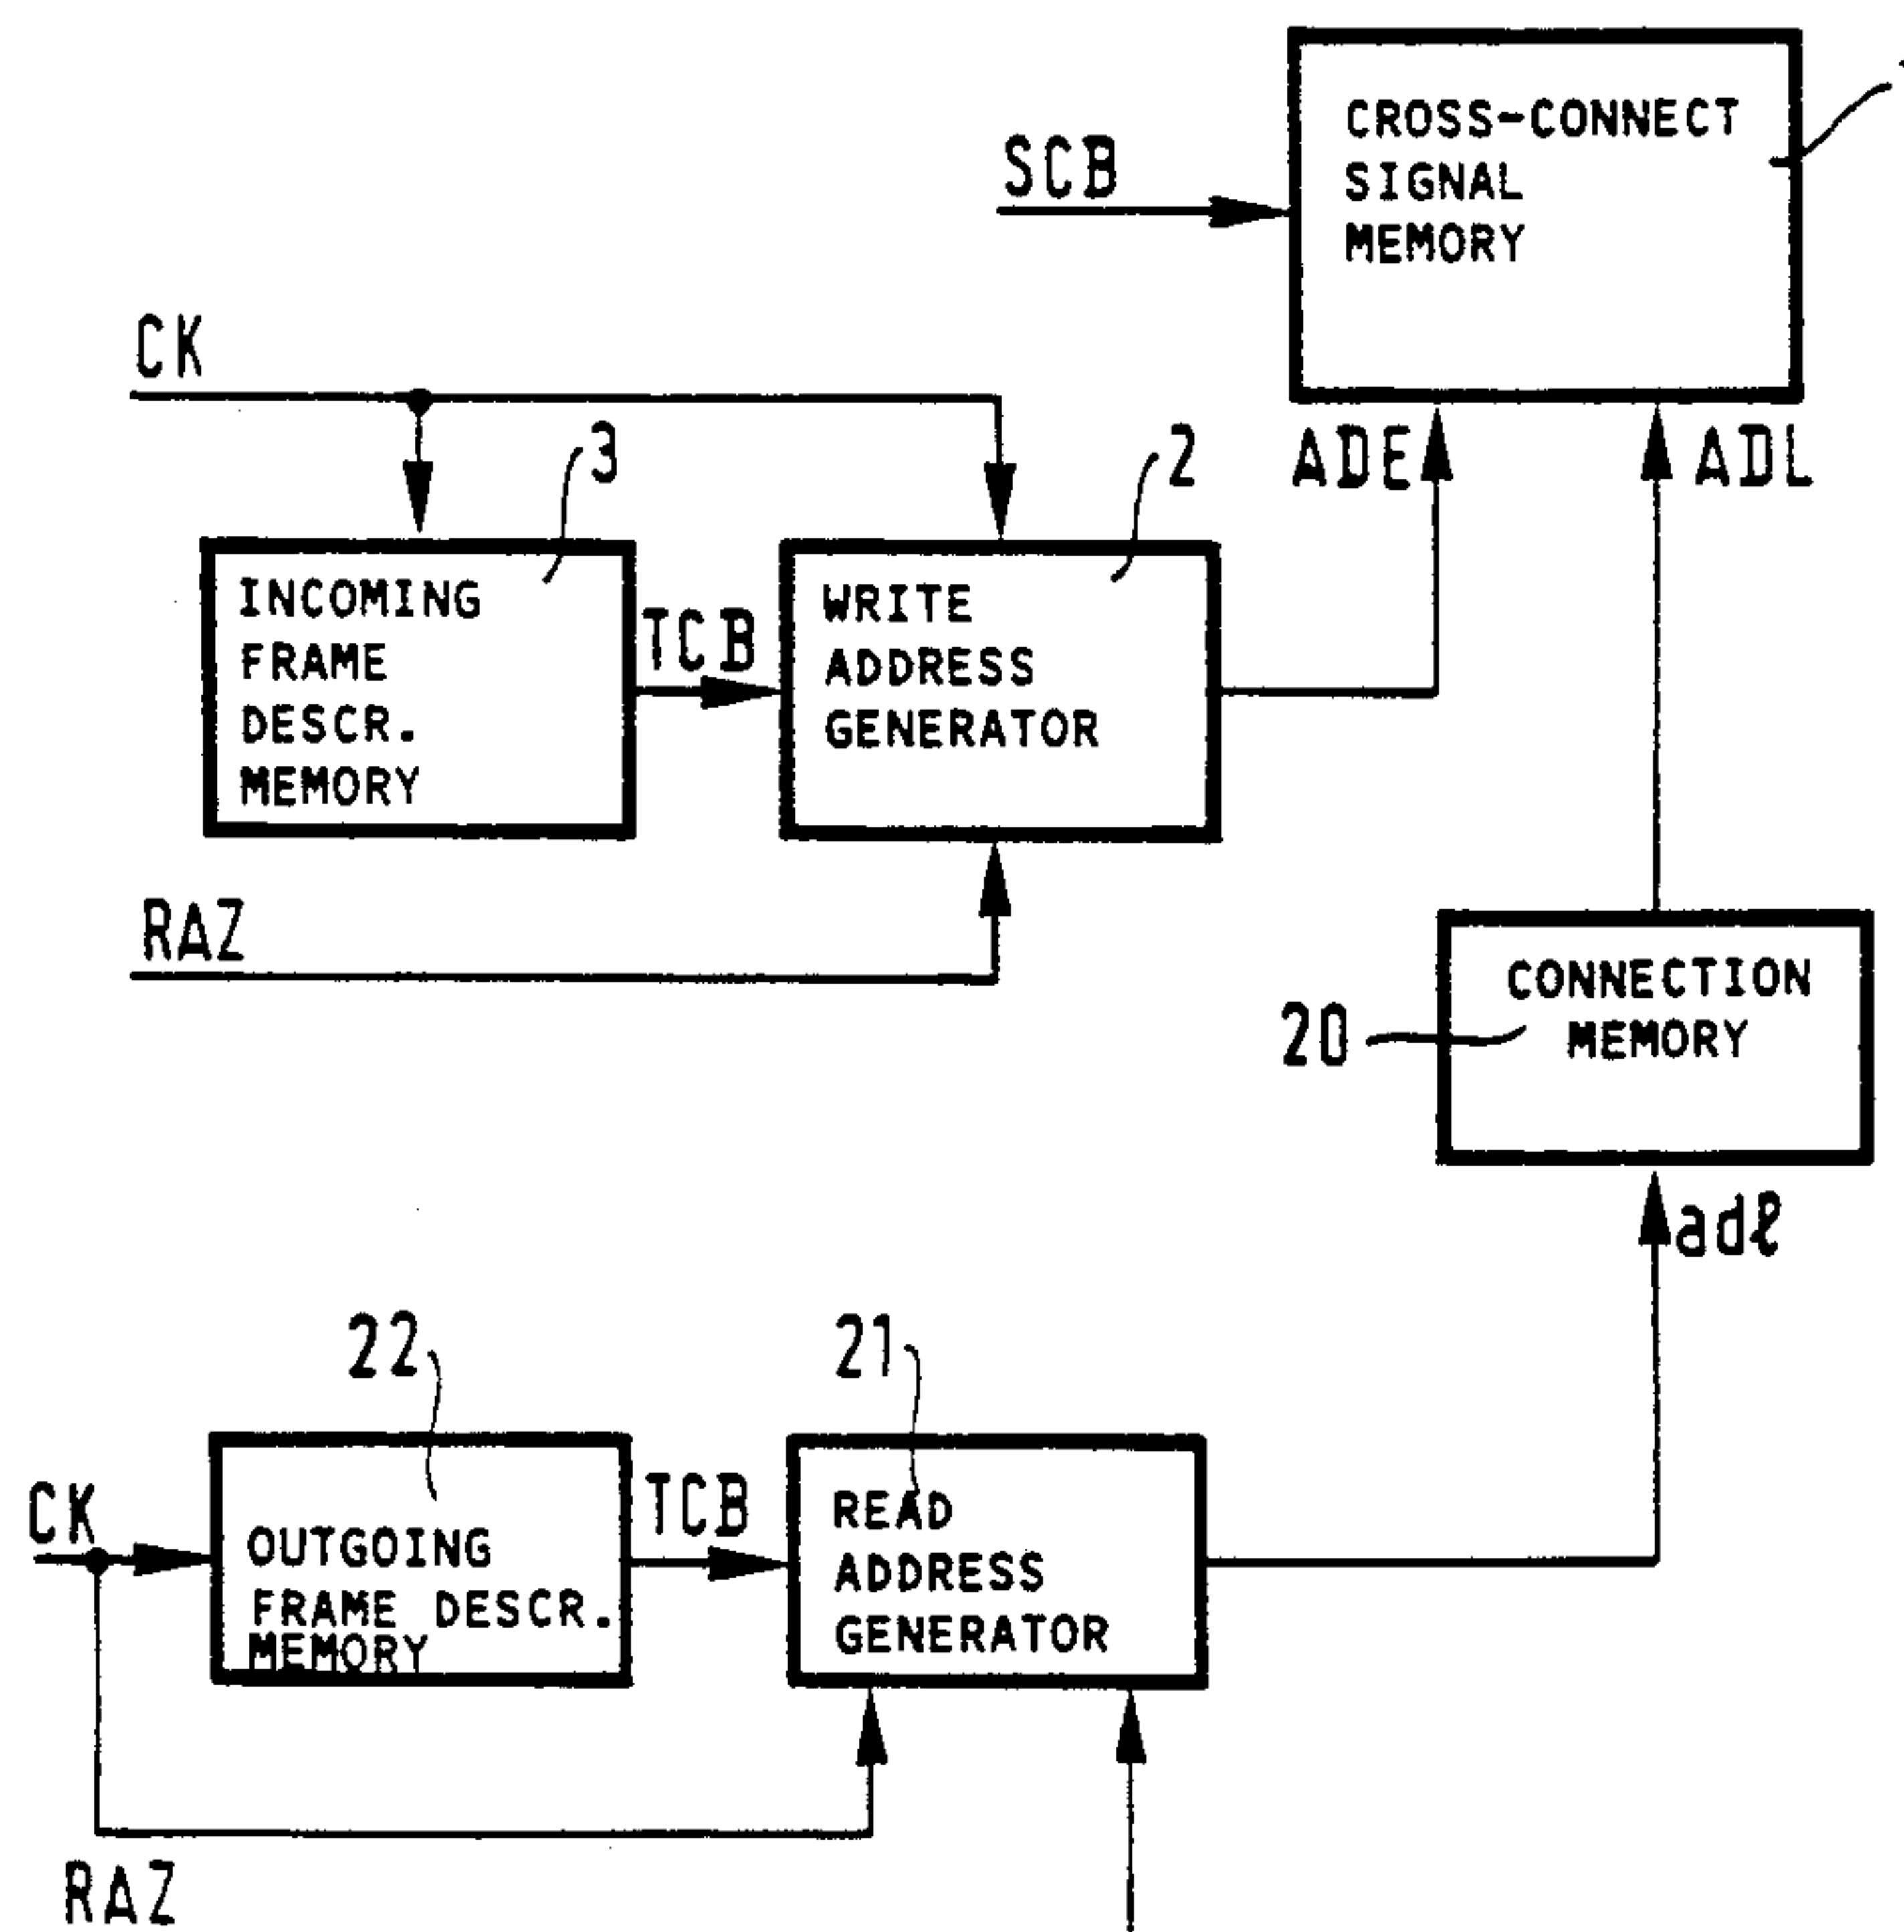 CROSS-CONNECT
SIGNAL
MEMORY
SCB
CK
3
2
ADE
ADL
INCOMING
FRAME
DESCR.
MEMORY
TCB
WRITE
ADDRESS
GENERATOR
RAZ
CONNECTION
MEMORY
20
adℓ
22
21
CK
OUTGOING
FRAME DESCR.
MEMORY
TCB
READ
ADDRESS
GENERATOR
RAZ